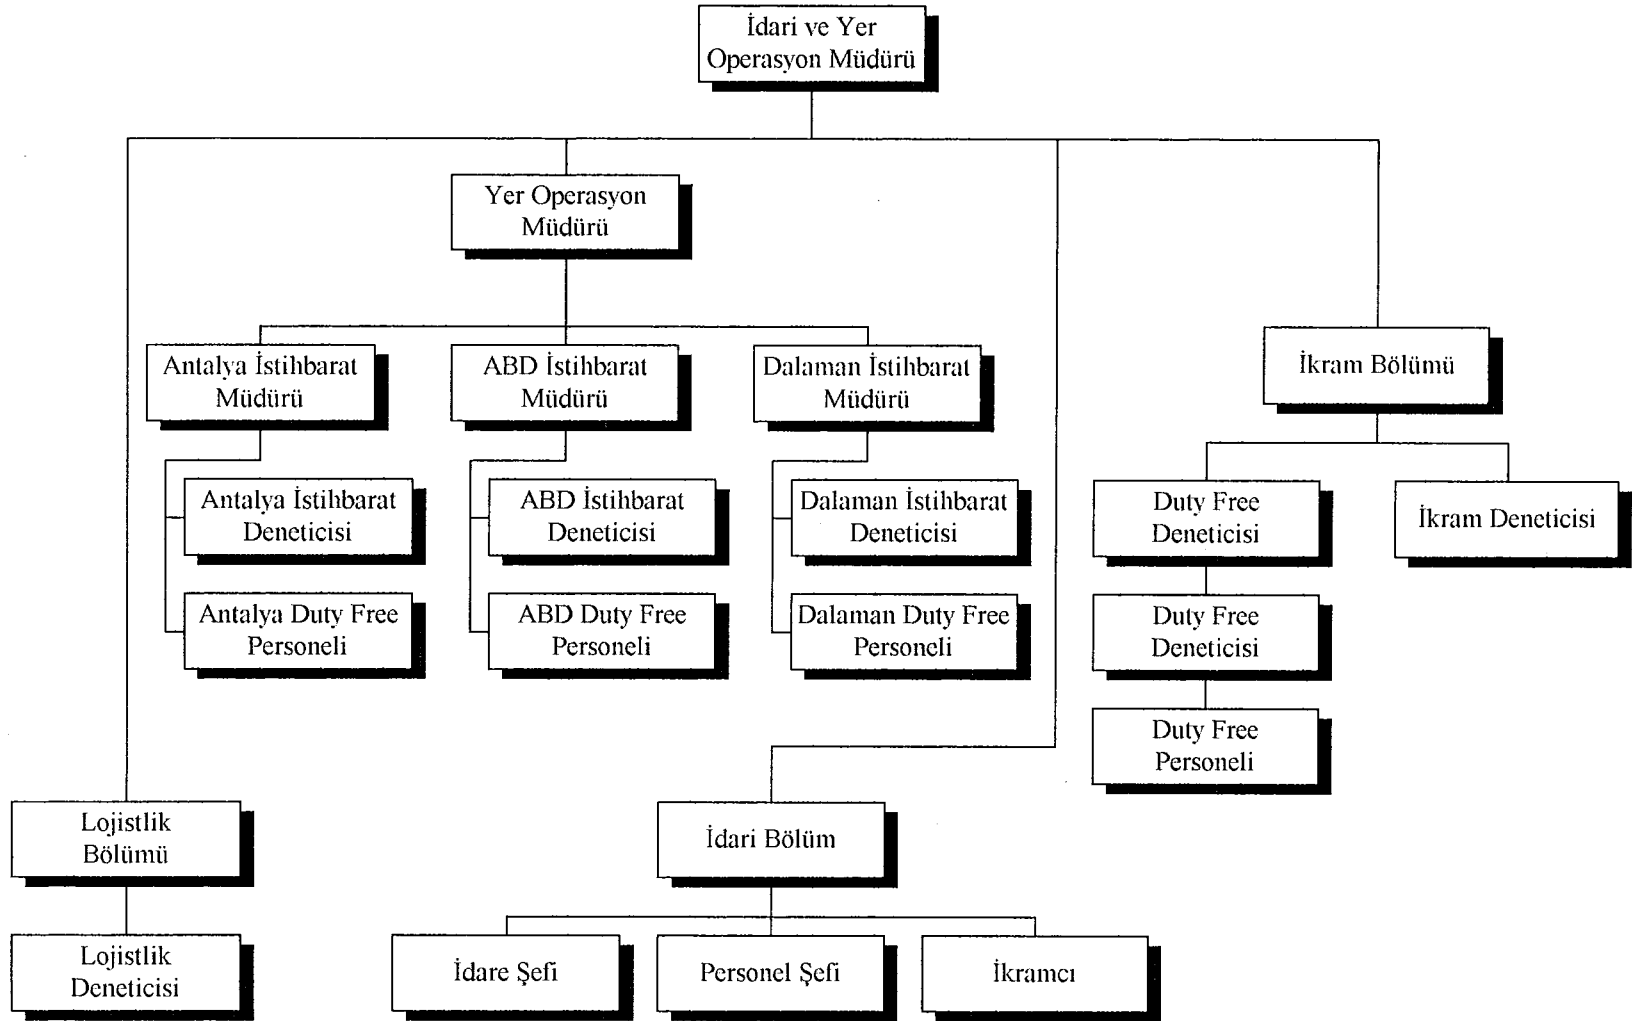 İdari ve Yer
Operasyon Müdürü
Yer Operasyon
Müdürü
Antalya İstihbarat
Müdürü
ABD İstihbarat
Müdürü
Dalaman İstihbarat
Müdürü
İkram Bölümü
Antalya İstihbarat
Deneticisi
ABD İstihbarat
Deneticisi
Dalaman İstihbarat
Deneticisi
Duty Free
Deneticisi
İkram Deneticisi
Antalya Duty Free
Personeli
ABD Duty Free
Personeli
Dalaman Duty Free
Personeli
Duty Free
Deneticisi
Duty Free
Personeli
Lojistlik
Bölümü
İdari Bölüm
Lojistlik
Deneticisi
İdare Şefi
Personel Şefi
İkramcı